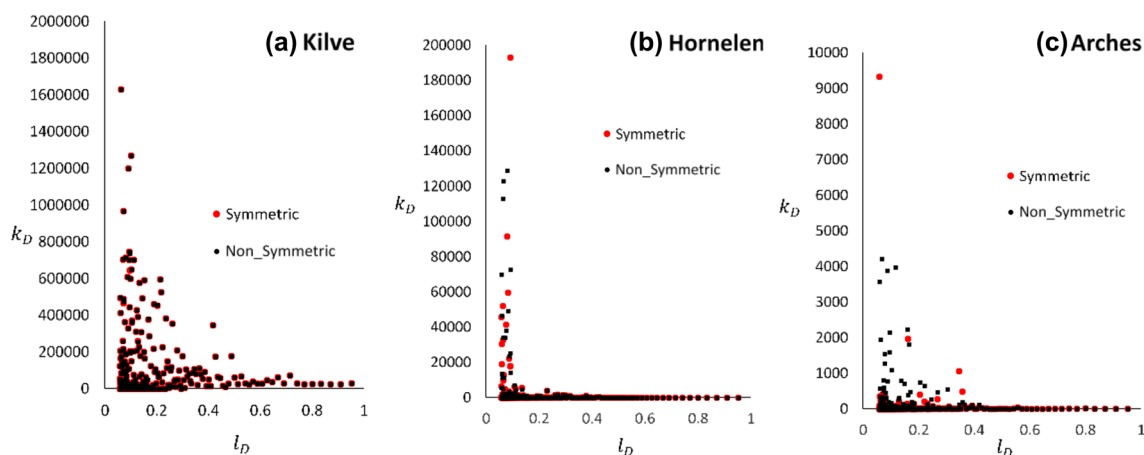 (a) Kilve
2000000
1800000
1600000
1400000
1200000
1000000
800000
600000
400000
200000
0
k_D
Symmetric
Non_Symmetric
0 0.2 0.4 0.6 0.8 1
l_D
(b) Hornelen
200000
180000
160000
140000
120000
100000
80000
60000
40000
20000
0
k_D
Symmetric
Non_Symmetric
0 0.2 0.4 0.6 0.8 1
l_D
(c) Arches
10000
9000
8000
7000
6000
5000
4000
3000
2000
1000
0
k_D
Symmetric
Non_Symmetric
0 0.2 0.4 0.6 0.8 1
l_D